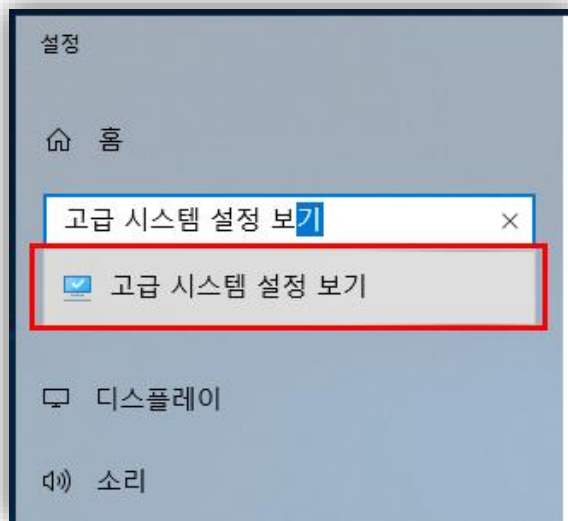 설정
홈
고급 시스템 설정 보기
고급 시스템 설정 보기
디스플레이
소리